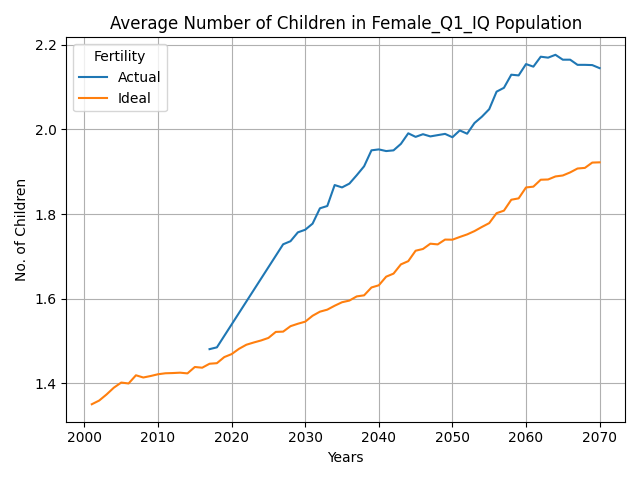 Average Number of Children in Female_Q1_IQ Population
Fertility
Actual
Ideal
No. of Children
2.2
2.0
1.8
1.6
1.4
2000 2010 2020 2030 2040 2050 2060 2070
Years